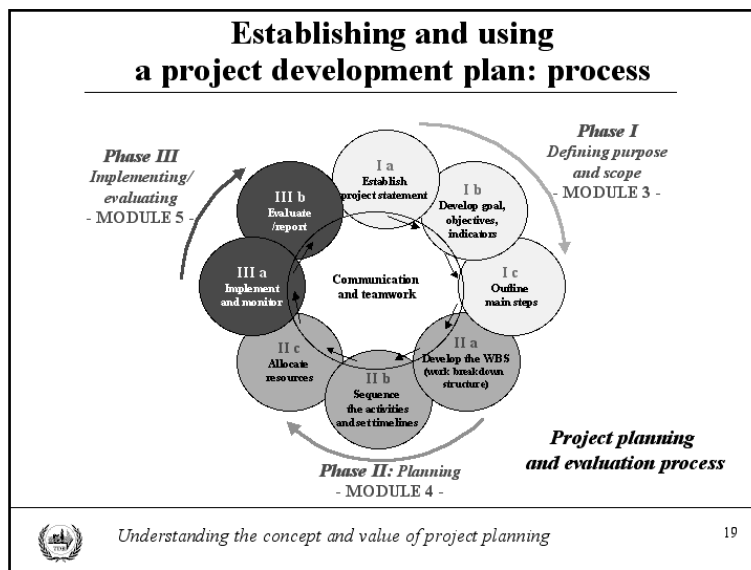 Establishing and using
a project development plan: process
Phase I
Defining purpose
and scope
- MODULE 3 -
I a
Establish
project statement
I b
Develop goal,
objectives,
indicators
I c
Outline
main steps
II a
Develop the WBS
(work breakdown
structure)
II b
Sequence
the activities
and set timelines
II c
Allocate
resources
Phase II: Planning
- MODULE 4 -
III a
Implement
and monitor
III b
Evaluate
/report
Phase III
Implementing/
evaluating
- MODULE 5 -
Communication
and teamwork
Project planning
and evaluation process
Understanding the concept and value of project planning
19